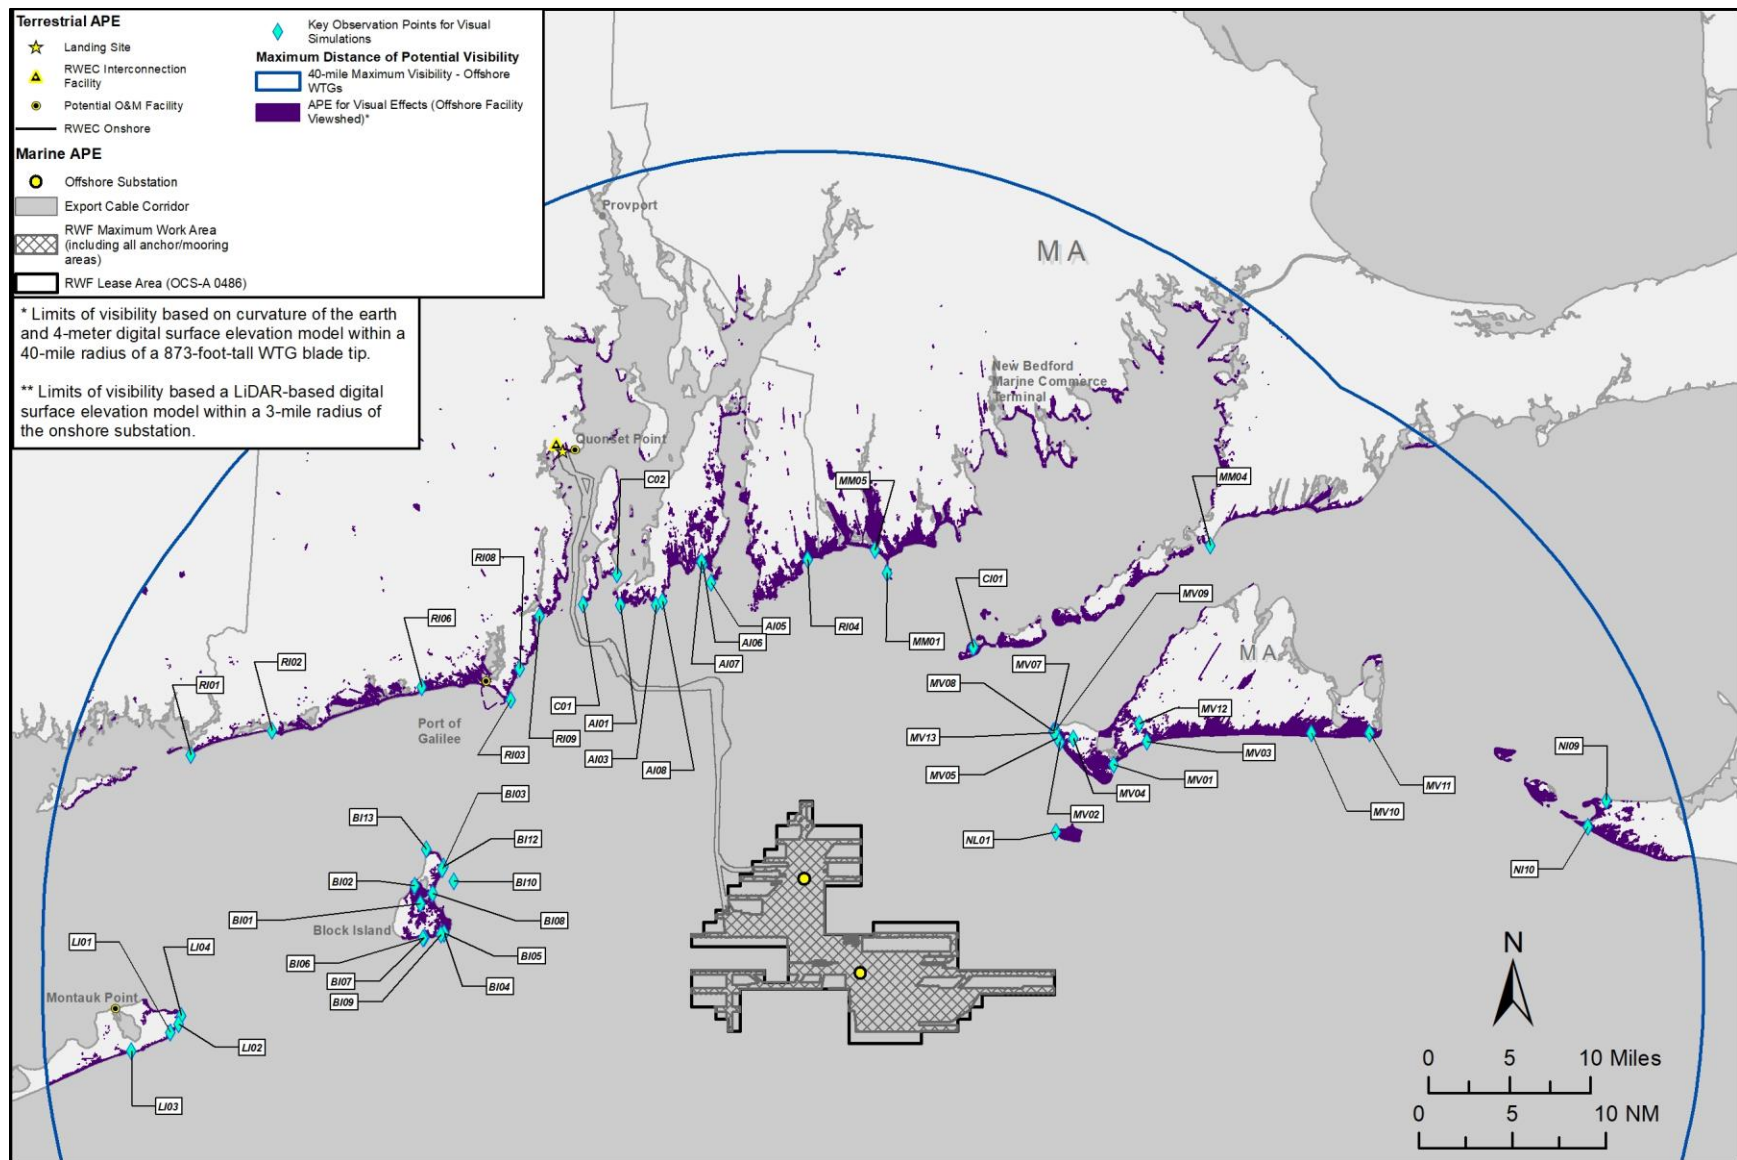 Terrestrial APE
Landing Site
RWEC Interconnection
Facility
Potential O&M Facility
RWEC Onshore
Marine APE
Offshore Substation
Export Cable Corridor
RWF Maximum Work Area
(including all anchor/mooring
areas)
RWF Lease Area (OCS-A 0486)
Key Observation Points for Visual
Simulations
Maximum Distance of Potential Visibility
40-mile Maximum Visibility - Offshore
WTGs
APE for Visual Effects (Offshore Facility
Viewshed)*
* Limits of visibility based on curvature of the earth
and 4-meter digital surface elevation model within a
40-mile radius of a 873-foot-tall WTG blade tip.
** Limits of visibility based a LiDAR-based digital
surface elevation model within a 3-mile radius of
the onshore substation.
Provport
MA
New Bedford
Marine Commerce
Terminal
Quonset Point
C02
MM05
MM04
RI08
CI01
MV09
RI06
AI05
RI04
AI06
MM01
MA
RI02
AI07
MV07
RI01
MV08
C01
MV12
Port of
Galilee
AI01
RI09
MV13
MV03
NI09
RI03
AI03
AI08
MV05
MV01
MV11
BI03
MV04
MV10
BI13
MV02
BI12
NL01
NI10
BI02
BI10
BI01
BI08
Block Island
LI01
LI04
BI05
BI06
BI07
BI04
BI09
Montauk Point
LI02
LI03
N
0 5 10 Miles
0 5 10 NM